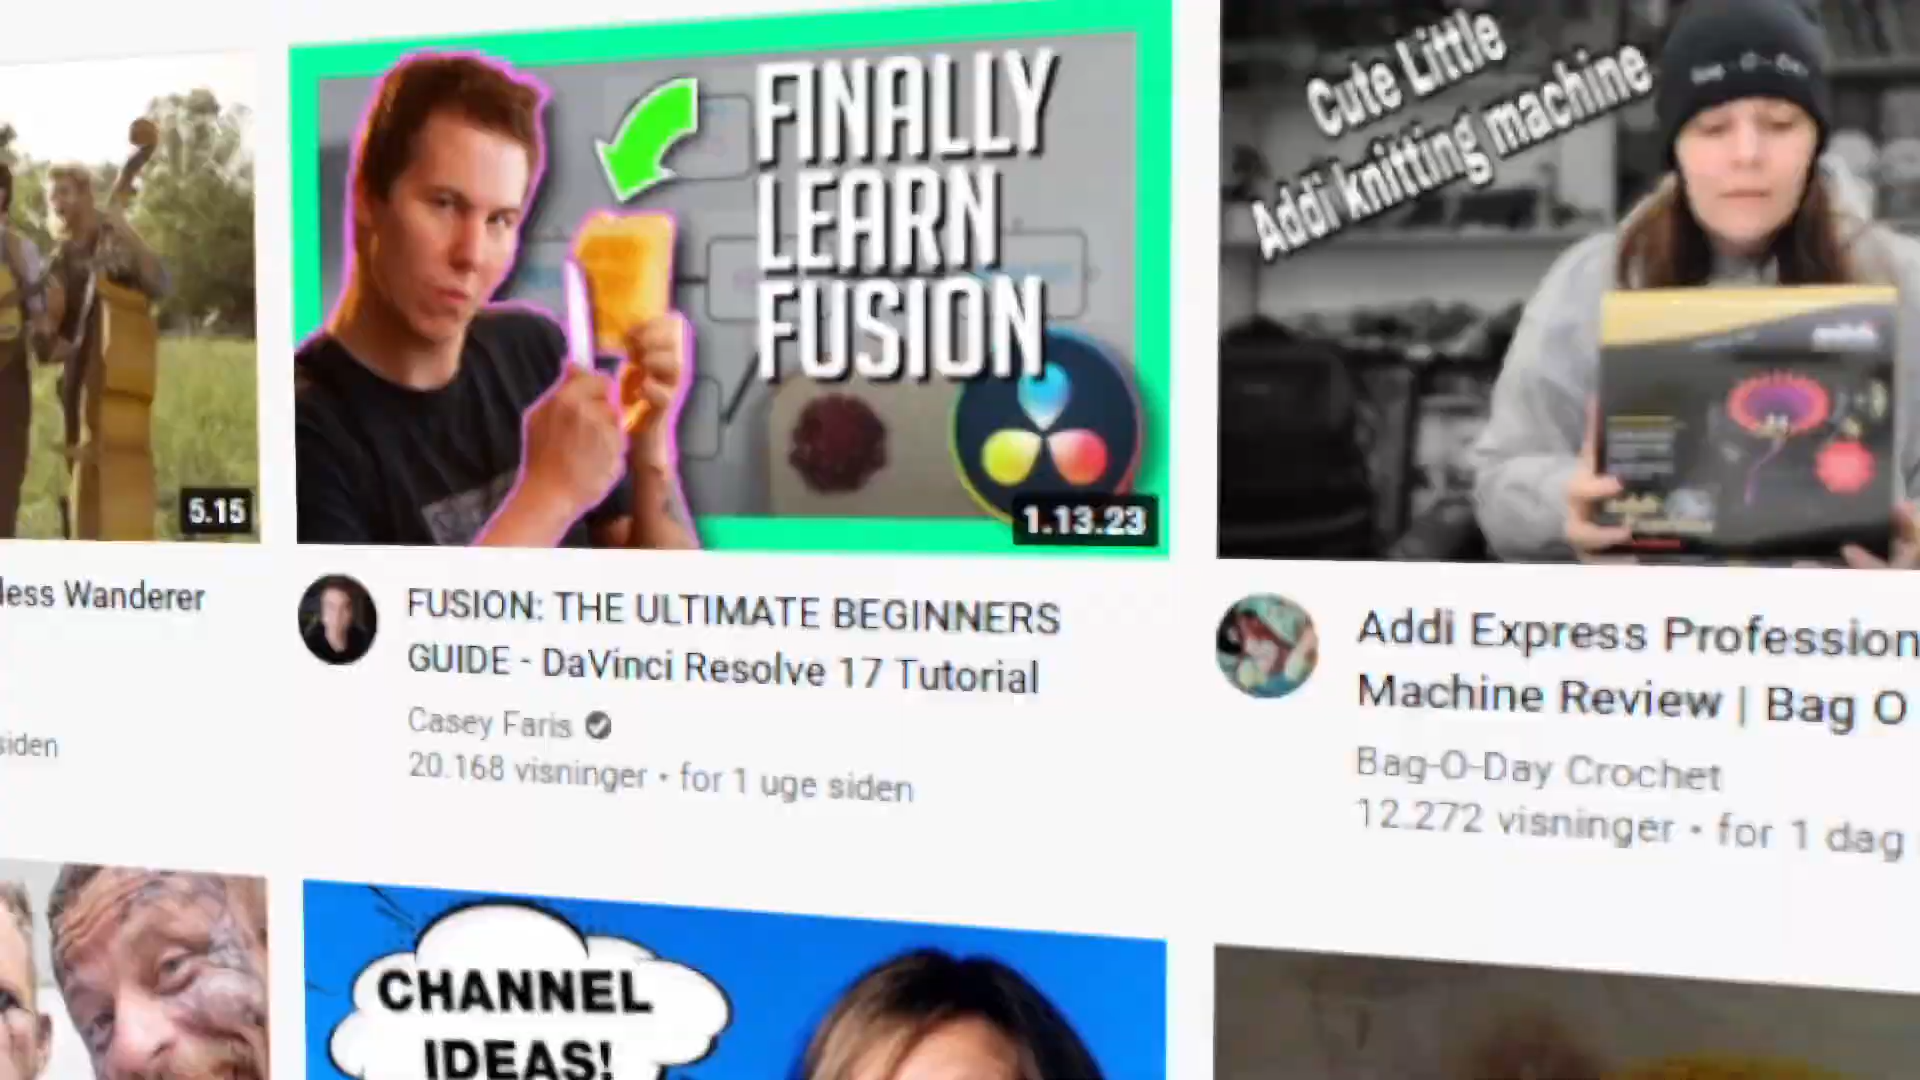 FINALLY
LEARN
FUSION
Cute Little
Addi knitting machine
5.15
1.13.23
less Wanderer
siden
FUSION: THE ULTIMATE BEGINNERS
GUIDE - DaVinci Resolve 17 Tutorial
Casey Faris
20.168 visninger • for 1 uge siden
Addi Express Profession
Machine Review | Bag O
Bag-O-Day Crochet
12.272 visninger • for 1 dag
CHANNEL
IDEAS!